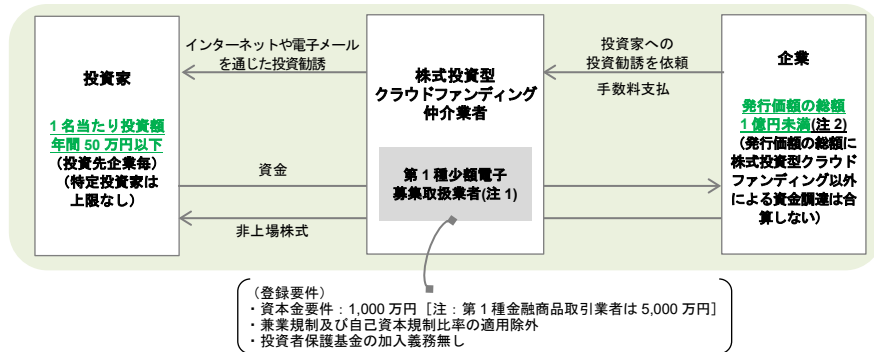 投資家
1名当たり投資額
年間 50 万円以下
（投資先企業毎）
（特定投資家は
上限なし）
インターネットや電子メール
を通じた投資勧誘
資金
非上場株式
株式投資型
クラウドファンディング
仲介業者
第1種少額電子
募集取扱業者(注 1)
投資家への
投資勧誘を依頼
手数料支払
企業
発行価額の総額
1億円未満(注 2)
（発行価額の総額に
株式投資型クラウド
ファンディング以外
による資金調達は合
算しない）
（登録要件）
・資本金要件：1,000 万円［注：第1種金融商品取引業者は 5,000 万円］
・兼業規制及び自己資本規制比率の適用除外
・投資者保護基金の加入義務無し